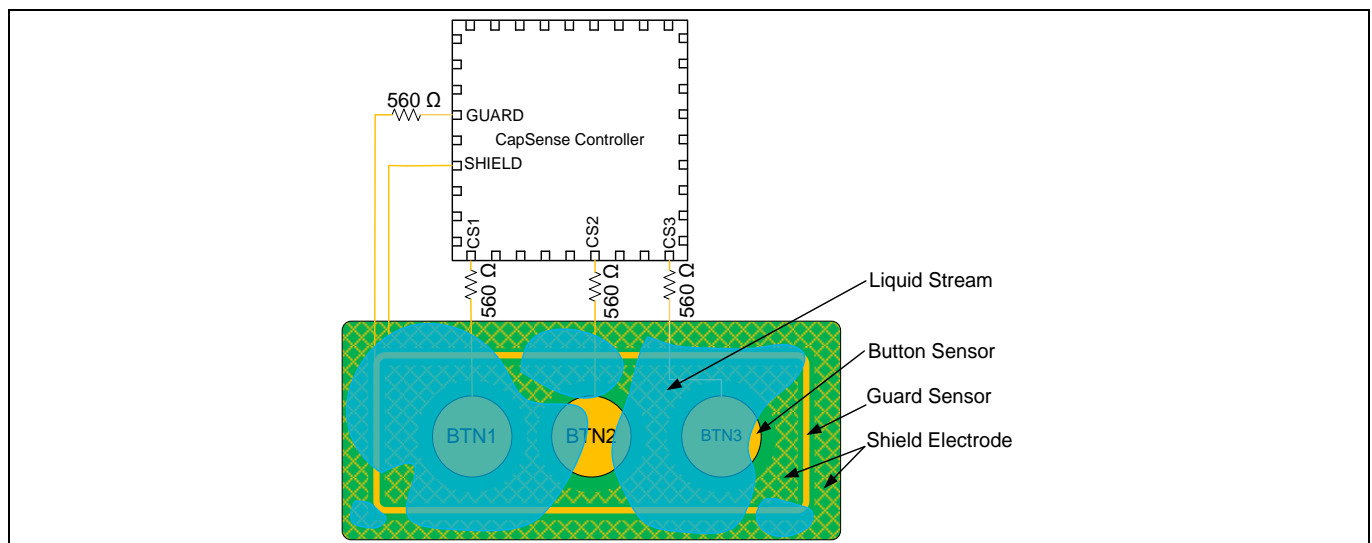 560 Ω
GUARD
CapSense Controller
SHIELD
CS1
CS2
CS3
560 Ω
560 Ω
560 Ω
Liquid Stream
Button Sensor
Guard Sensor
Shield Electrode
BTN1
BTN2
BTN3